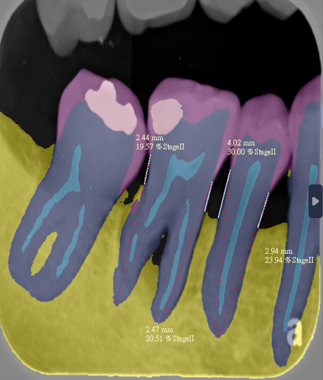 2.44 mm
19.57 %StageII
4.02 mm
30.00 %StageII
2.94 mm
23.94 %StageII
2.47 mm
20.51 %StageII